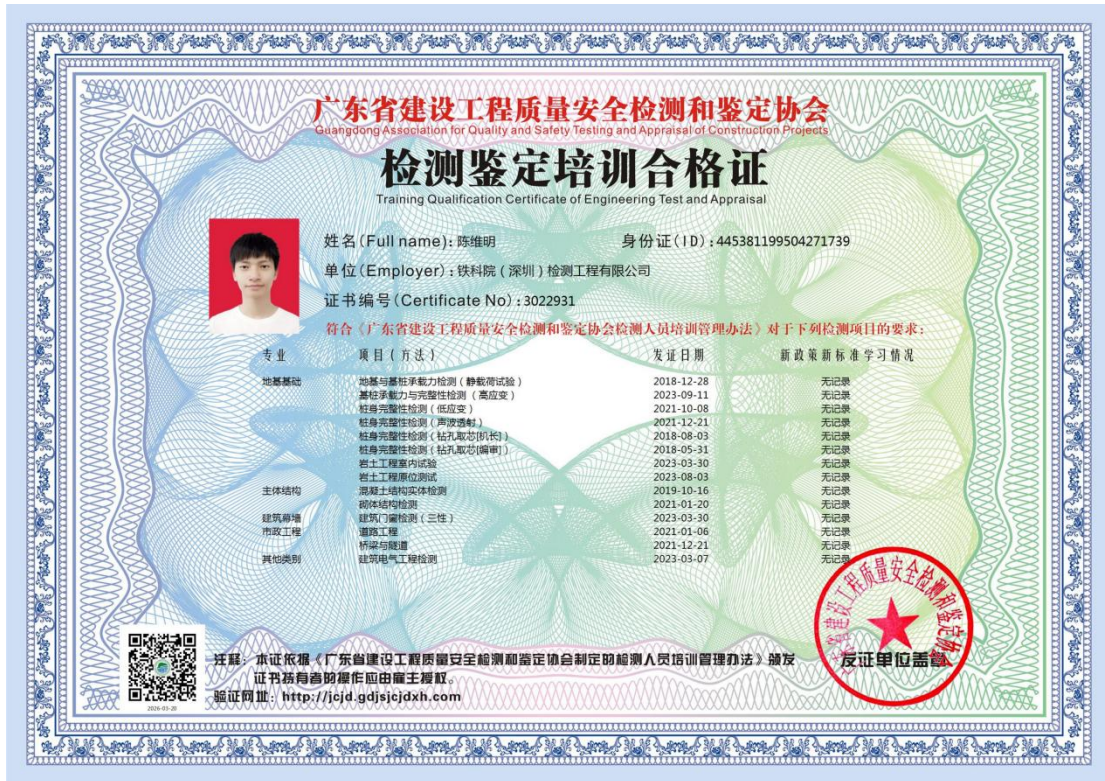 广东省建设工程质量安全检测和鉴定协会
Guangdong Association for Quality and Safety Testing and Appraisal of Construction Projects
检测鉴定培训合格证
Training Qualification Certificate of Engineering Test and Appraisal
姓名(Full name): 陈维明 身份证(ID): 445381199504271739
单位(Employer): 铁科院（深圳）检测工程有限公司
证书编号(Certificate No): 3022931
符合《广东省建设工程质量安全检测和鉴定协会检测人员培训管理办法》对于下列检测项目的要求:
专业 项目(方法) 发证日期 新政策新标准学习情况
地基基础 地基与基桩承载力检测（静载荷试验） 2018-12-28 无记录
基桩承载力与完整性检测（高应变） 2023-09-11 无记录
桩身完整性检测（低应变） 2021-10-08 无记录
桩身完整性检测（声波透射） 2021-12-21 无记录
桩身完整性检测（钻孔取芯[机长]） 2018-08-03 无记录
桩身完整性检测（钻孔取芯[编审]） 2018-05-31 无记录
岩土工程室内试验 2023-03-30 无记录
岩土工程原位测试 2023-08-03 无记录
主体结构 混凝土结构实体检测 2019-10-16 无记录
砌体结构检测 2021-01-20 无记录
建筑幕墙 建筑门窗检测（三性） 2023-03-30 无记录
市政工程 道路工程 2021-01-06 无记录
桥梁与隧道 2021-12-21 无记录
其他类别 建筑电气工程检测 2023-03-07 无记录
广东省建设工程质量安全检测和鉴定协会
发证单位盖章
注释: 本证依据《广东省建设工程质量安全检测和鉴定协会制定的检测人员培训管理办法》颁发
证书持有者的操作应由雇主授权。
验证网址: http://jcjd.gdjsjcjdxh.com
2026-03-20